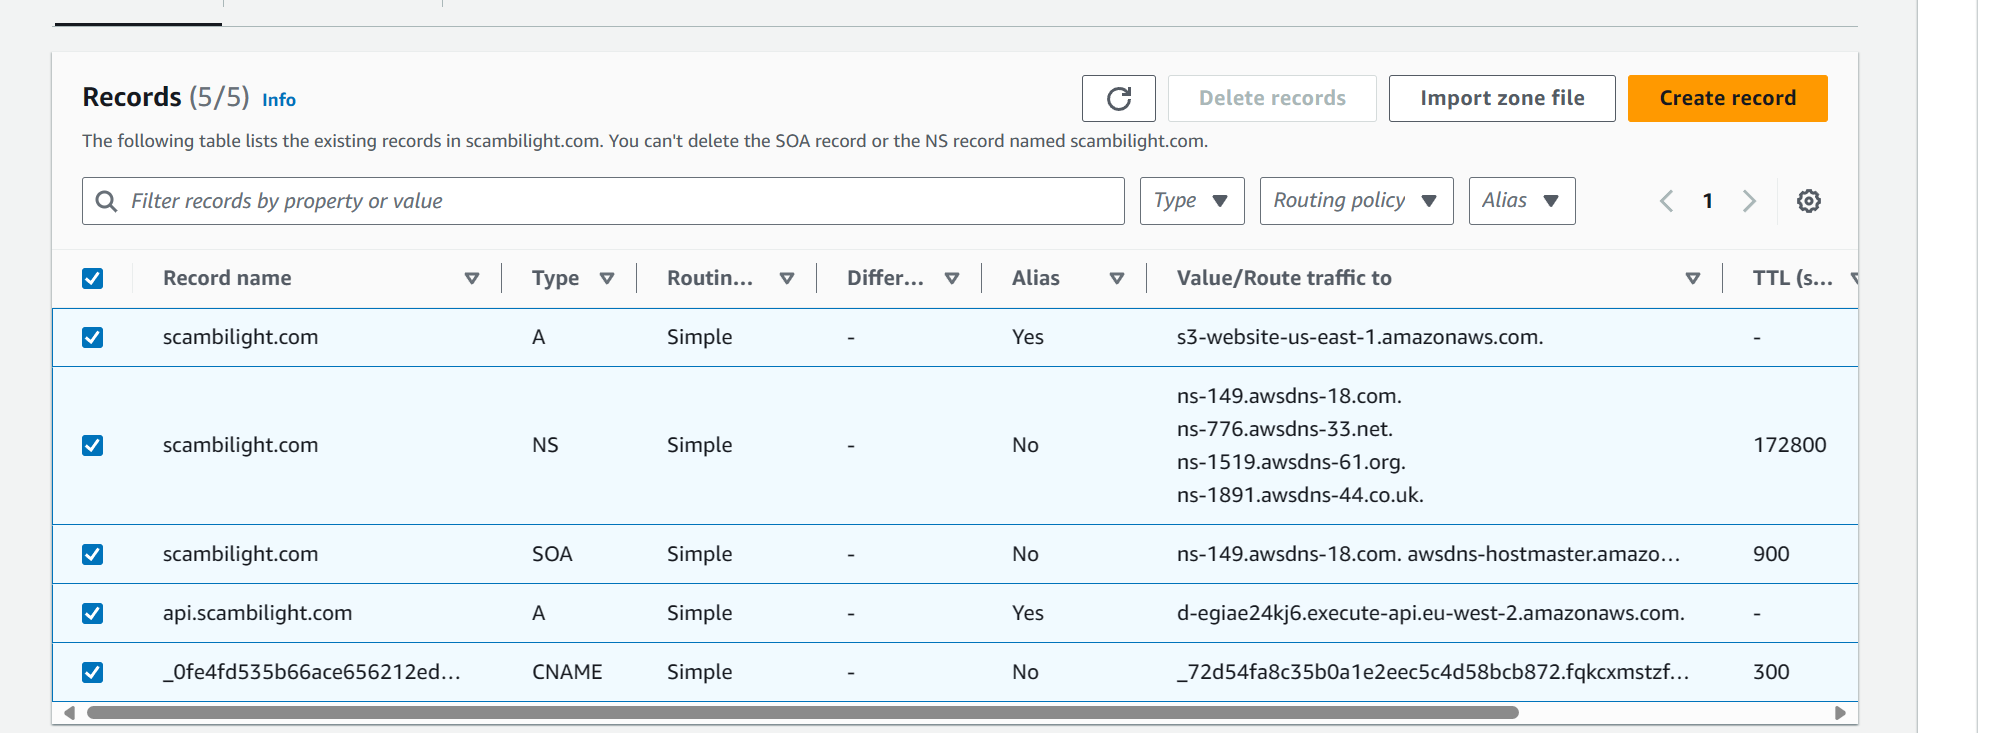 Records (5/5) Info
Delete records
Import zone file
Create record
The following table lists the existing records in scambilight.com. You can't delete the SOA record or the NS record named scambilight.com.
Filter records by property or value
Type
Routing policy
Alias
1
Record name Type Routin... Differ... Alias Value/Route traffic to TTL (s...
scambilight.com A Simple - Yes s3-website-us-east-1.amazonaws.com. -
ns-149.awsdns-18.com.
ns-776.awsdns-33.net.
scambilight.com NS Simple - No 172800
ns-1519.awsdns-61.org.
ns-1891.awsdns-44.co.uk.
scambilight.com SOA Simple - No ns-149.awsdns-18.com. awsdns-hostmaster.amazo... 900
api.scambilight.com A Simple - Yes d-egiae24kj6.execute-api.eu-west-2.amazonaws.com. -
_0fe4fd535b66ace656212ed... CNAME Simple - No _72d54fa8c35b0a1e2eec5c4d58bcb872.fqkcxmstzf... 300